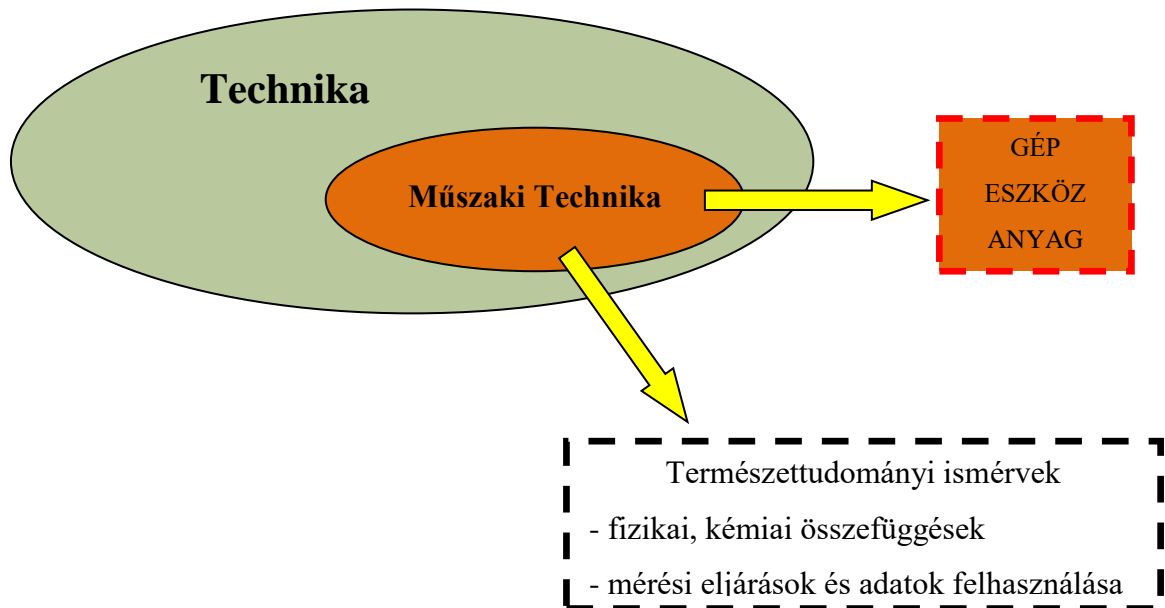 Technika
Műszaki Technika
GÉP
ESZKÖZ
ANYAG
Természettudományi ismérvek
- fizikai, kémiai összefüggések
- mérési eljárások és adatok felhasználása